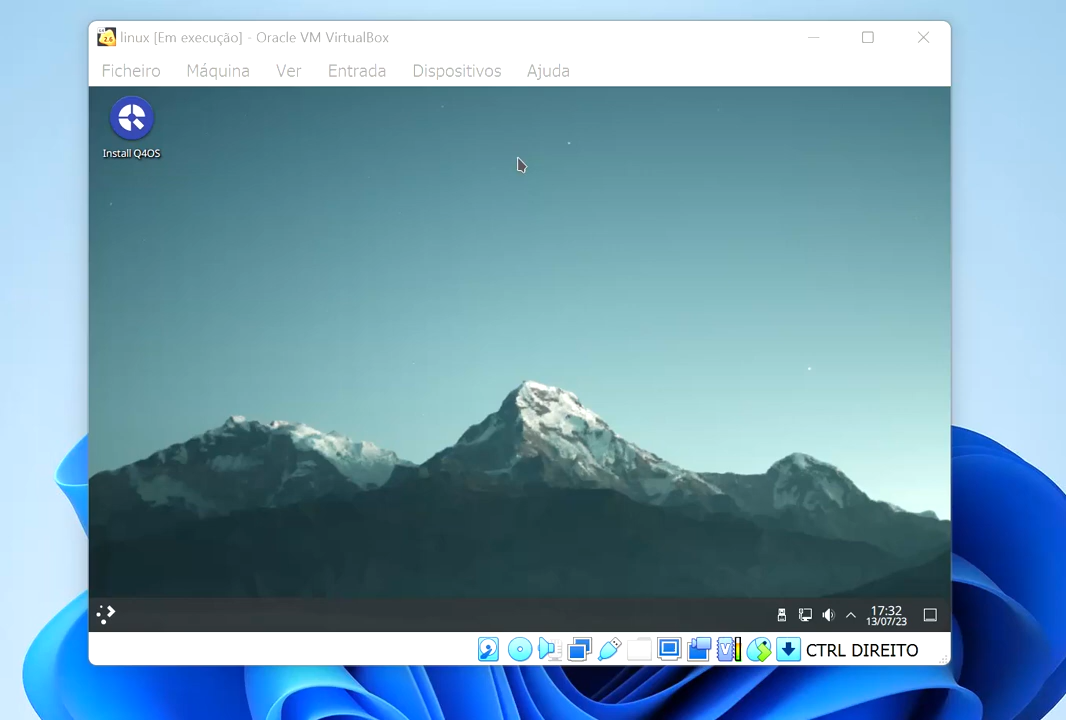 linux [Em execução] - Oracle VM VirtualBox
Ficheiro Máquina Ver Entrada Dispositivos Ajuda
Install Q4OS
17:32
13/07/23
CTRL DIREITO